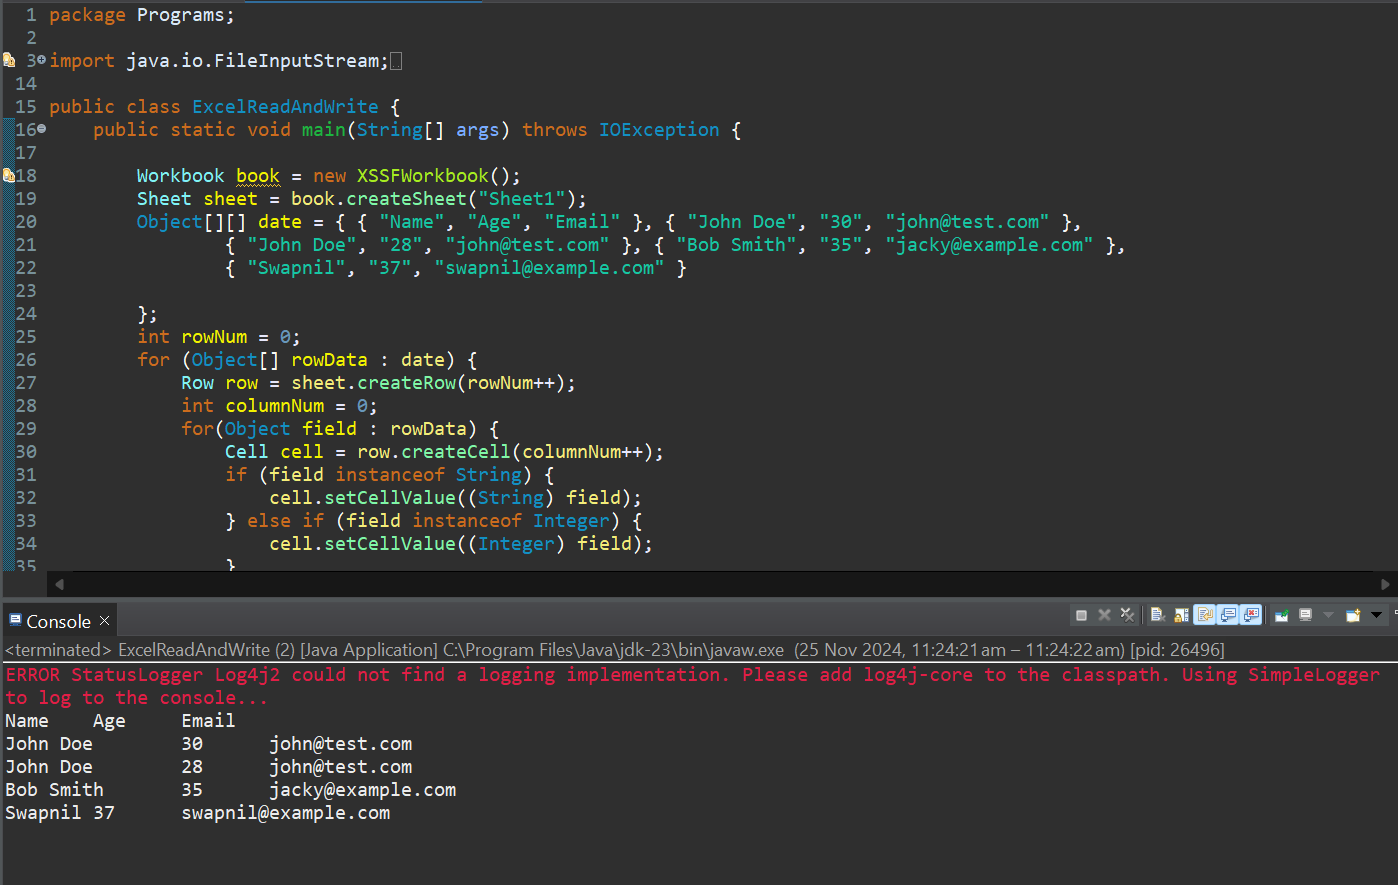 1 package Programs;
2
3 import java.io.FileInputStream;
14
15 public class ExcelReadAndWrite {
16     public static void main(String[] args) throws IOException {
17
18         Workbook book = new XSSFWorkbook();
19         Sheet sheet = book.createSheet("Sheet1");
20         Object[][] date = { { "Name", "Age", "Email" }, { "John Doe", "30", "john@test.com" },
21                 { "John Doe", "28", "john@test.com" }, { "Bob Smith", "35", "jacky@example.com" },
22                 { "Swapnil", "37", "swapnil@example.com" }
23
24         };
25         int rowNum = 0;
26         for (Object[] rowData : date) {
27             Row row = sheet.createRow(rowNum++);
28             int columnNum = 0;
29             for(Object field : rowData) {
30                 Cell cell = row.createCell(columnNum++);
31                 if (field instanceof String) {
32                     cell.setCellValue((String) field);
33                 } else if (field instanceof Integer) {
34                     cell.setCellValue((Integer) field);
35                 }
Console
<terminated> ExcelReadAndWrite (2) [Java Application] C:\Program Files\Java\jdk-23\bin\javaw.exe (25 Nov 2024, 11:24:21 am – 11:24:22 am) [pid: 26496]
ERROR StatusLogger Log4j2 could not find a logging implementation. Please add log4j-core to the classpath. Using SimpleLogger
to log to the console...
Name    Age     Email
John Doe        30      john@test.com
John Doe        28      john@test.com
Bob Smith       35      jacky@example.com
Swapnil 37      swapnil@example.com